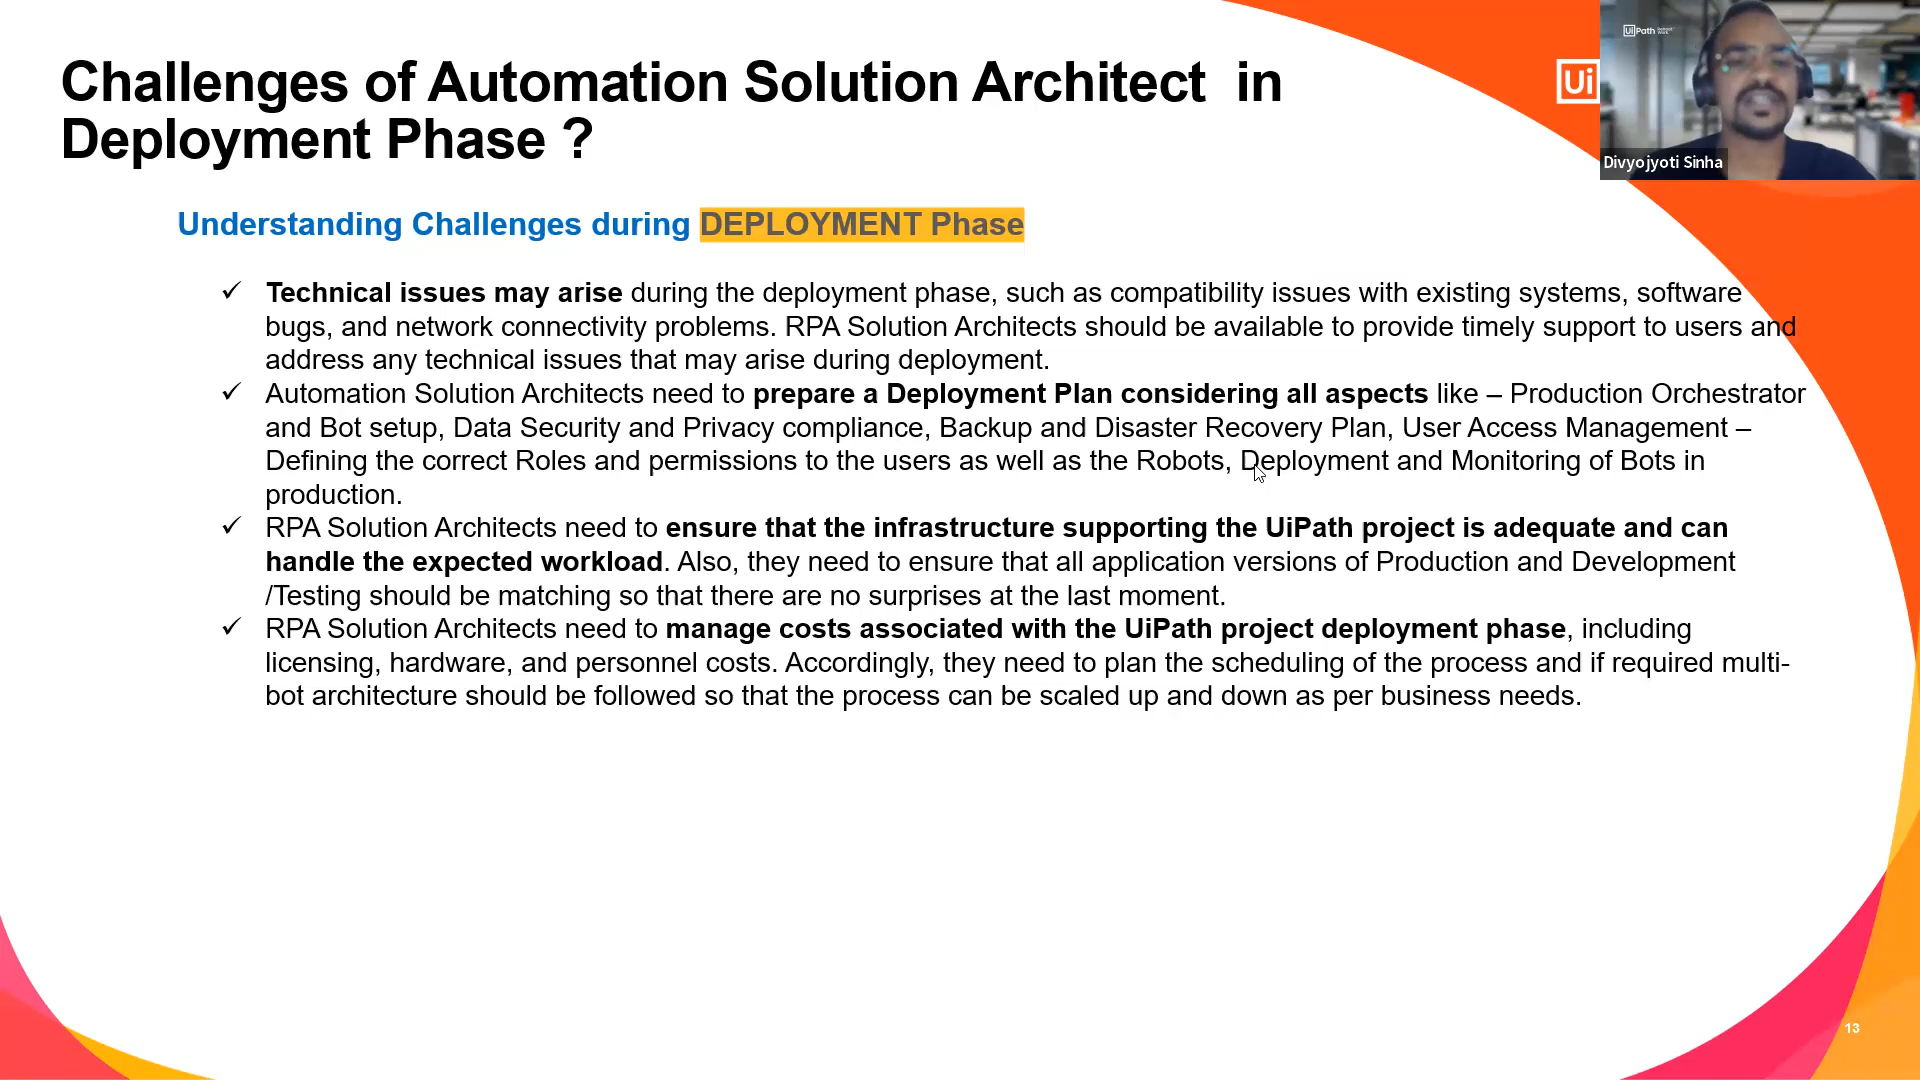 Challenges of Automation Solution Architect in
Deployment Phase ?
Ui
UiPath
Divyojyoti Sinha
Understanding Challenges during DEPLOYMENT Phase
✓ Technical issues may arise during the deployment phase, such as compatibility issues with existing systems, software
bugs, and network connectivity problems. RPA Solution Architects should be available to provide timely support to users and
address any technical issues that may arise during deployment.
✓ Automation Solution Architects need to prepare a Deployment Plan considering all aspects like – Production Orchestrator
and Bot setup, Data Security and Privacy compliance, Backup and Disaster Recovery Plan, User Access Management –
Defining the correct Roles and permissions to the users as well as the Robots, Deployment and Monitoring of Bots in
production.
✓ RPA Solution Architects need to ensure that the infrastructure supporting the UiPath project is adequate and can
handle the expected workload. Also, they need to ensure that all application versions of Production and Development
/Testing should be matching so that there are no surprises at the last moment.
✓ RPA Solution Architects need to manage costs associated with the UiPath project deployment phase, including
licensing, hardware, and personnel costs. Accordingly, they need to plan the scheduling of the process and if required multi-
bot architecture should be followed so that the process can be scaled up and down as per business needs.
13